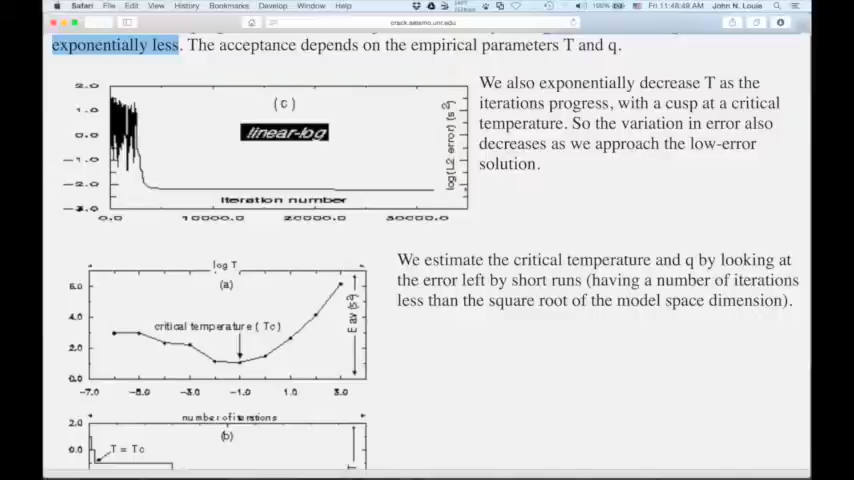 Safari File Edit View History Bookmarks Develop Window Help
100% Fri 11:48:49 AM John N. Louie
crack.seismo.unr.edu
exponentially less. The acceptance depends on the empirical parameters T and q.
2.0
1.0
0.0
-1.0
-2.0
-3.0
(c)
linear-log
Iteration number
log(L2 error) (s²)
0.0 10000.0 20000.0 30000.0
We also exponentially decrease T as the
iterations progress, with a cusp at a critical
temperature. So the variation in error also
decreases as we approach the low-error
solution.
log T
(a)
6.0
4.0
2.0
0.0
critical temperature ( Tc )
E av (s²)
-7.0 -5.0 -3.0 -1.0 1.0 3.0
We estimate the critical temperature and q by looking at
the error left by short runs (having a number of iterations
less than the square root of the model space dimension).
number of iterations
2.0
(b)
0.0
T = Tc
T